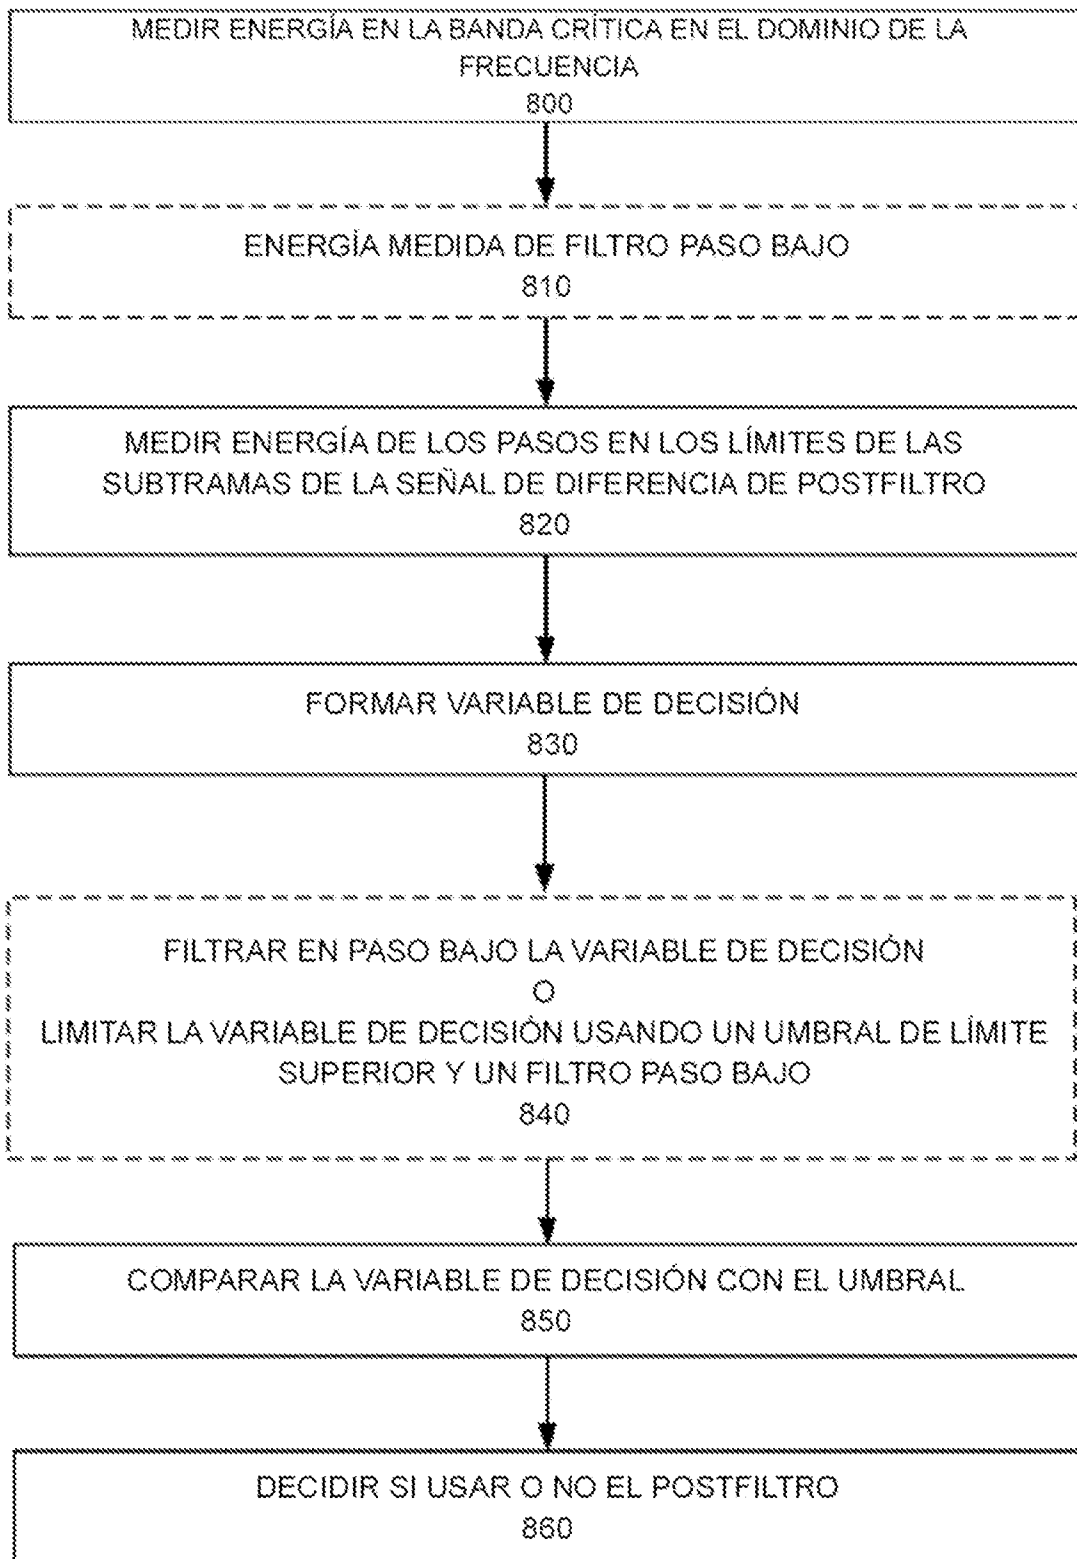 MEDIR ENERGÍA EN LA BANDA CRÍTICA EN EL DOMINIO DE LA
FRECUENCIA
800
ENERGÍA MEDIDA DE FILTRO PASO BAJO
810
MEDIR ENERGÍA DE LOS PASOS EN LOS LÍMITES DE LAS
SUBTRAMAS DE LA SEÑAL DE DIFERENCIA DE POSTFILTRO
820
FORMAR VARIABLE DE DECISIÓN
830
FILTRAR EN PASO BAJO LA VARIABLE DE DECISIÓN
O
LIMITAR LA VARIABLE DE DECISIÓN USANDO UN UMBRAL DE LÍMITE
SUPERIOR Y UN FILTRO PASO BAJO
840
COMPARAR LA VARIABLE DE DECISIÓN CON EL UMBRAL
850
DECIDIR SI USAR O NO EL POSTFILTRO
860